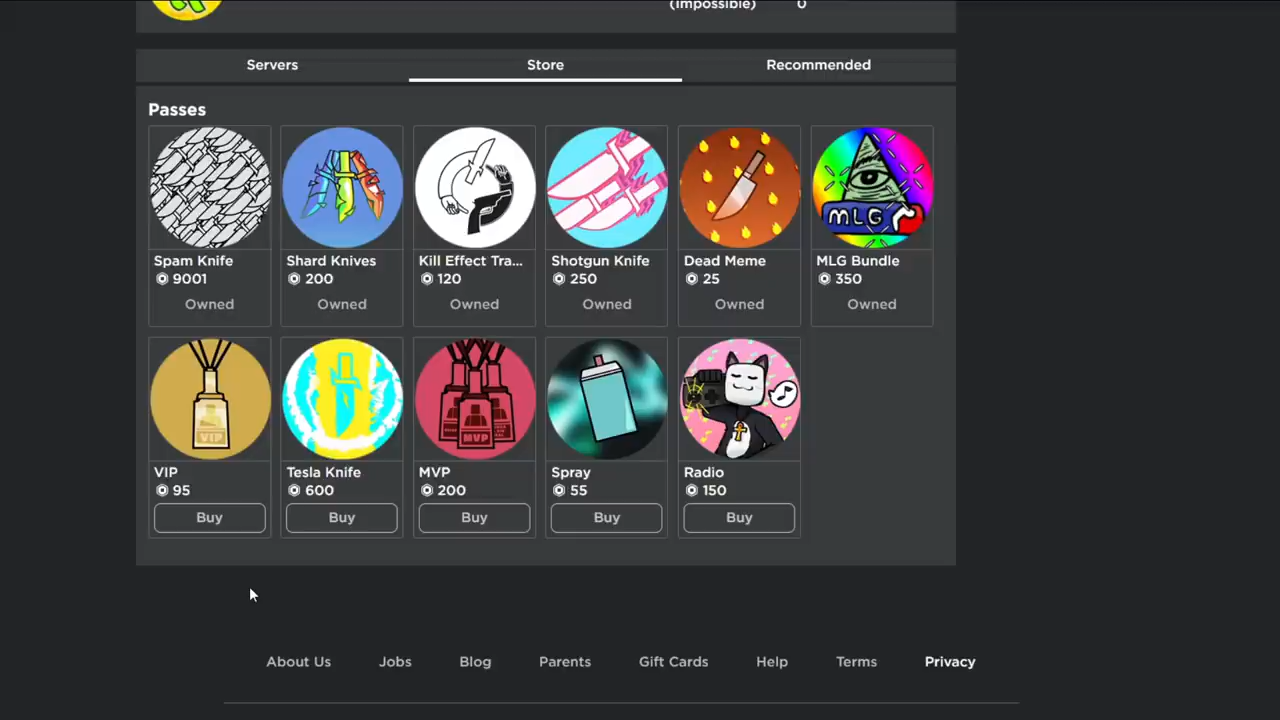 (Impossible) 0
Servers Store Recommended
Passes
MLG
Spam Knife Shard Knives Kill Effect Tra... Shotgun Knife Dead Meme MLG Bundle
9001 200 120 250 25 350
Owned Owned Owned Owned Owned Owned
VIP MVP
VIP Tesla Knife MVP Spray Radio
95 600 200 55 150
Buy Buy Buy Buy Buy
About Us Jobs Blog Parents Gift Cards Help Terms Privacy